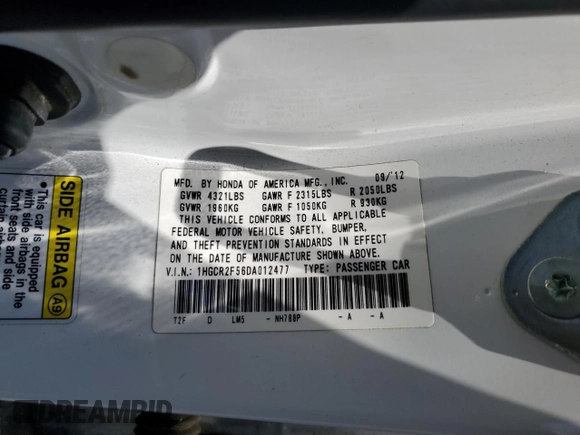 MFD. BY HONDA OF AMERICA MFG., INC. 09/'12
GVWR 4321LBS GAWR F 2315LBS R 2050LBS
GVWR 1960KG GAWR F 1050KG R 930KG
THIS VEHICLE CONFORMS TO ALL APPLICABLE
FEDERAL MOTOR VEHICLE SAFETY, BUMPER,
AND THEFT PREVENTION STANDARDS IN EFFECT
ON THE DATE OF MANUFACTURE SHOWN ABOVE.
V.I.N.: 1HGCR2F56DA012477 TYPE: PASSENGER CAR
T2F D LM5 - NH788P - A - A
SIDE AIRBAG A9
•This car is equipped
with side airbags in the
front seats and side
curtain
DREAMBID